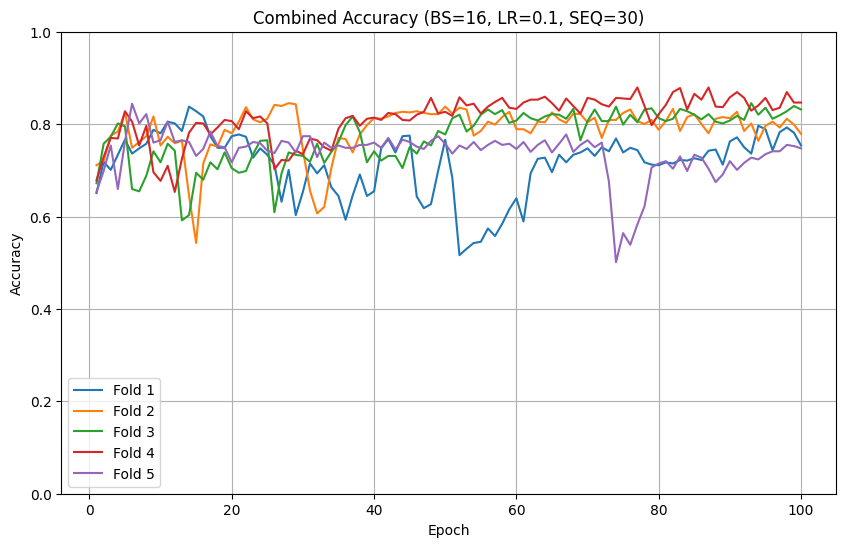 Combined Accuracy (BS=16, LR=0.1, SEQ=30)
1.0
0.8
0.6
0.4
0.2
0.0
Accuracy
Fold 1
Fold 2
Fold 3
Fold 4
Fold 5
0 20 40 60 80 100
Epoch